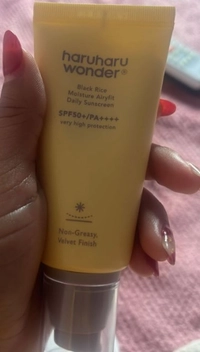 haruharu
wonder®
Black Rice
Moisture Airyfit
Daily Sunscreen
SPF50+/PA++++
very high protection
Non-Greasy,
Velvet Finish